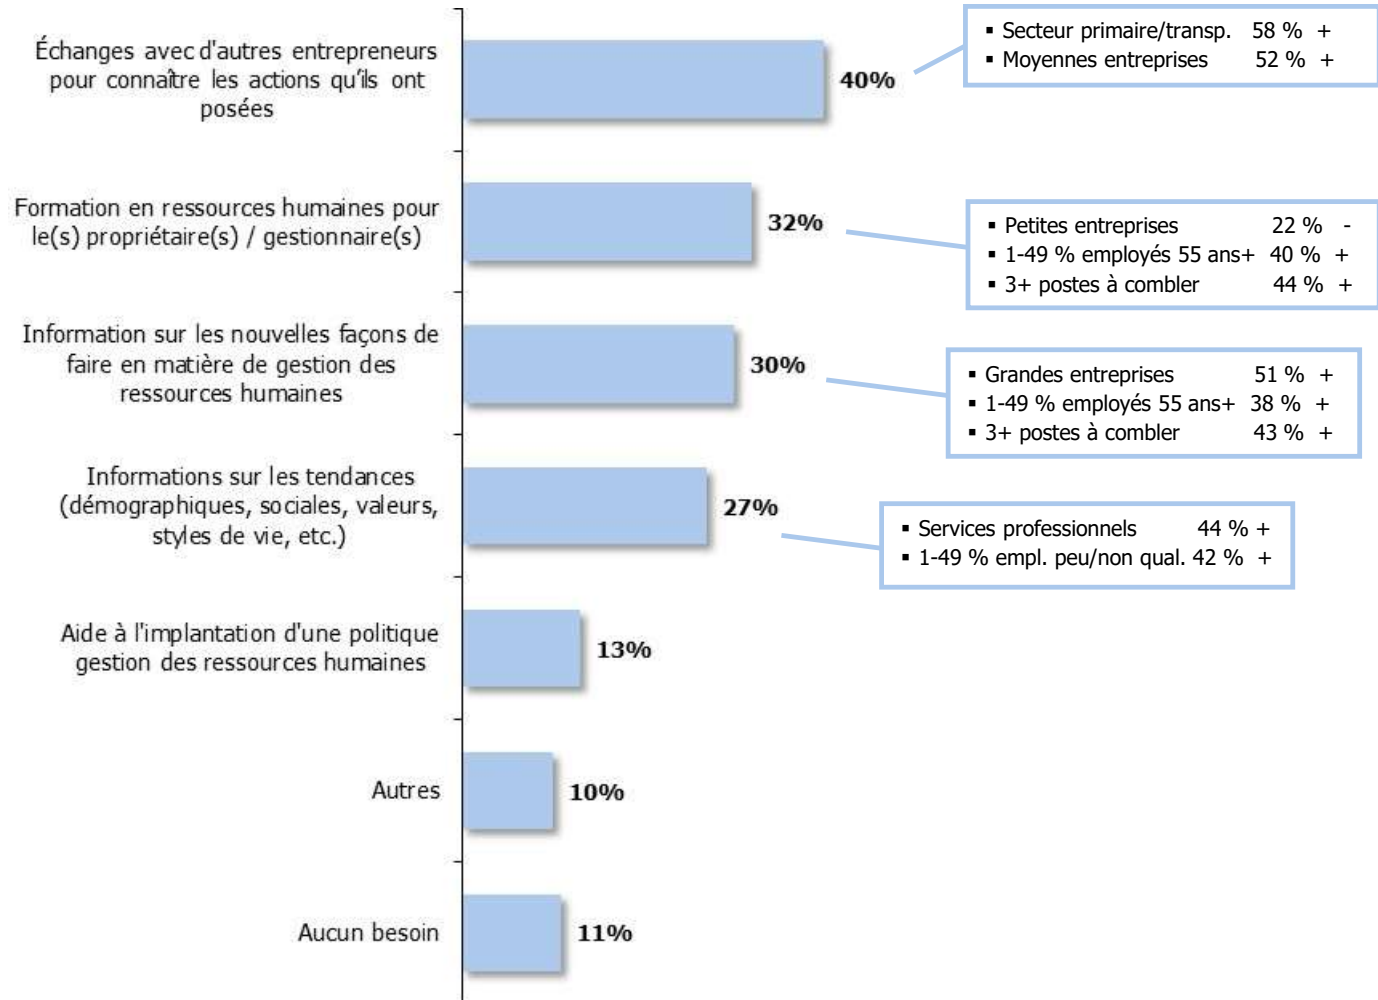 Échanges avec d'autres entrepreneurs
pour connaître les actions qu'ils ont
posées
40%
▪ Secteur primaire/transp. 58 % +
▪ Moyennes entreprises 52 % +
Formation en ressources humaines pour
le(s) propriétaire(s) / gestionnaire(s)
32%
▪ Petites entreprises 22 % -
▪ 1-49 % employés 55 ans+ 40 % +
▪ 3+ postes à combler 44 % +
Information sur les nouvelles façons de
faire en matière de gestion des
ressources humaines
30%
▪ Grandes entreprises 51 % +
▪ 1-49 % employés 55 ans+ 38 % +
▪ 3+ postes à combler 43 % +
Informations sur les tendances
(démographiques, sociales, valeurs,
styles de vie, etc.)
27%
▪ Services professionnels 44 % +
▪ 1-49 % empl. peu/non qual. 42 % +
Aide à l'implantation d'une politique
gestion des ressources humaines
13%
Autres
10%
Aucun besoin
11%